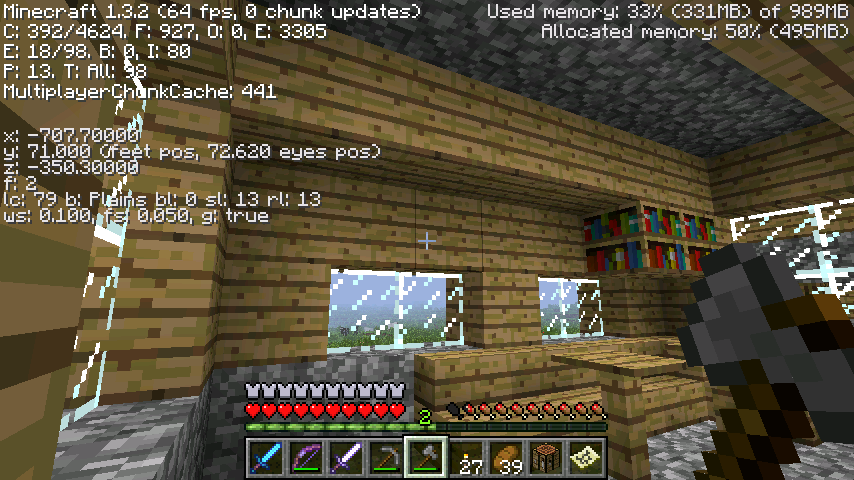 Minecraft 1.3.2 (64 fps, 0 chunk updates)
C: 392/4624, F: 927, O: 0, E: 3305
E: 18/98, B: 0, I: 80
P: 13, T: All: 98
MultiplayerChunkCache: 441
x: -707.70000
y: 71.000 (feet pos, 72.620 eyes pos)
z: -350.30000
f: 2
lc: 79 b: Plains bl: 0 sl: 13 rl: 13
ws: 0.100, fs: 0.050, g: true
Used memory: 33% (331MB) of 989MB
Allocated memory: 50% (495MB)
2
27
39